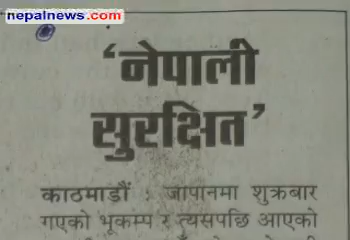 nepalnews.com
‘नेपाली
सुरक्षित’
काठमाडौं : जापानमा शुक्रबार
गएको भूकम्प र त्यसपछि आएको